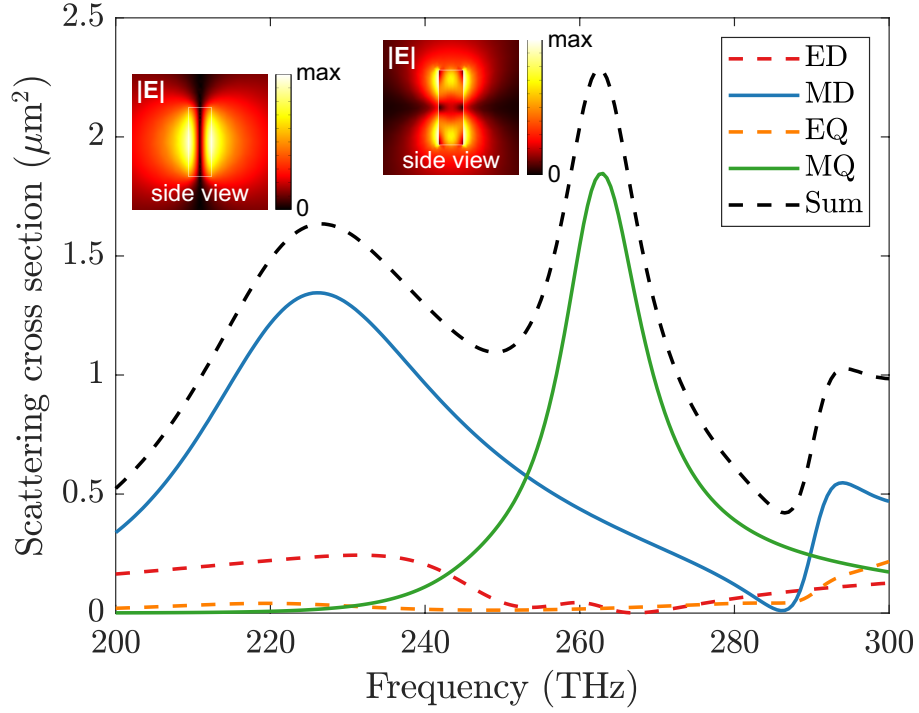 2.5
2
1.5
1
0.5
0
200
220
240
260
280
300
Scattering cross section (μm²)
Frequency (THz)
|E|
side view
max
0
|E|
side view
max
0
ED
MD
EQ
MQ
Sum